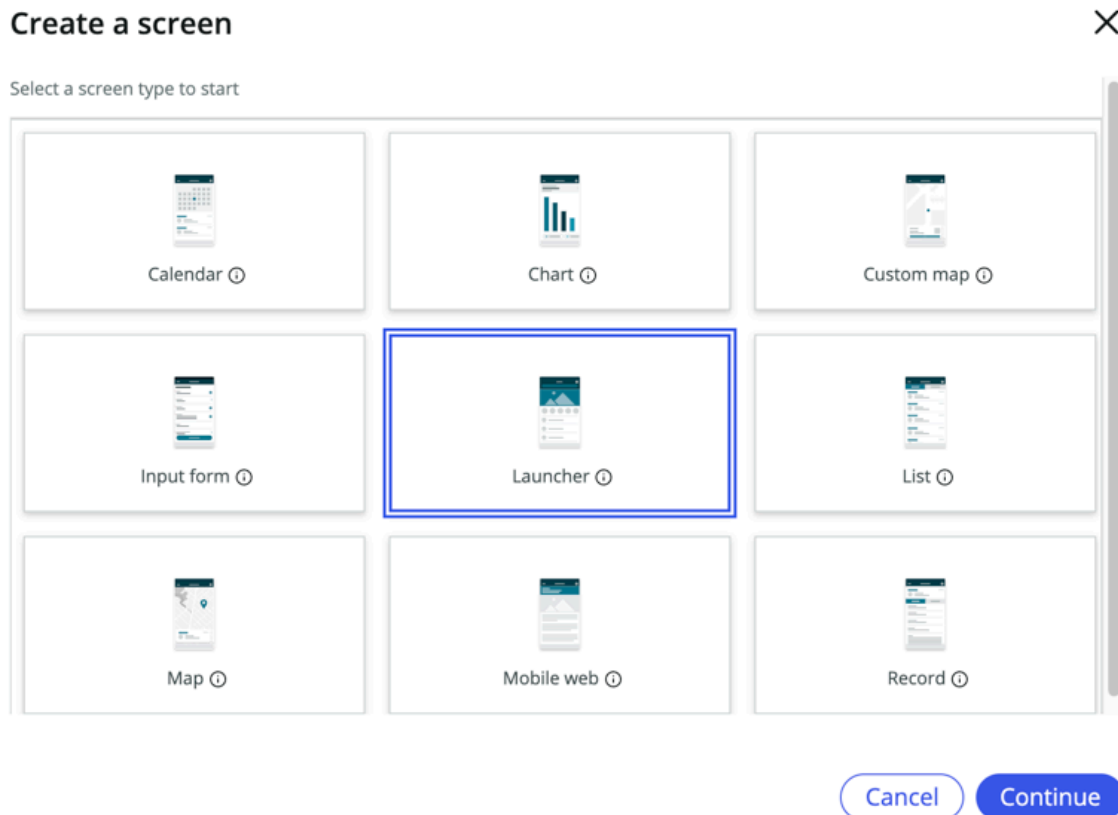 Create a screen
Select a screen type to start
Calendar
Chart
Custom map
Input form
Launcher
List
Map
Mobile web
Record
Cancel
Continue